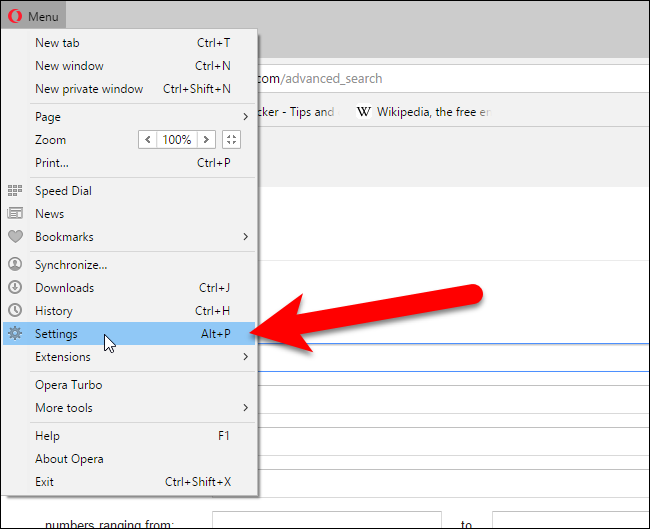 Menu
New tab Ctrl+T
New window Ctrl+N
New private window Ctrl+Shift+N
.com/advanced_search
Page
Zoom 100%
cker - Tips and
W Wikipedia, the free er
Print... Ctrl+P
Speed Dial
News
Bookmarks
Synchronize...
Downloads Ctrl+J
History Ctrl+H
Settings Alt+P
Extensions
Opera Turbo
More tools
Help F1
About Opera
Exit Ctrl+Shift+X
numbers ranging from: to